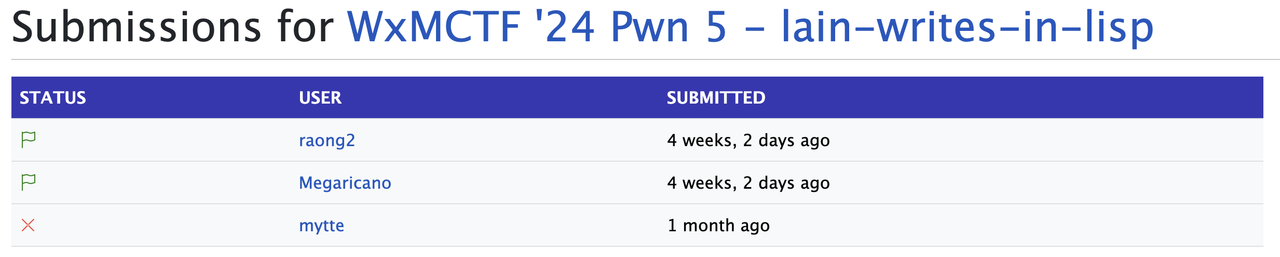 Submissions for WxMCTF '24 Pwn 5 - lain-writes-in-lisp
STATUS USER SUBMITTED
raong2 4 weeks, 2 days ago
Megaricano 4 weeks, 2 days ago
mytte 1 month ago